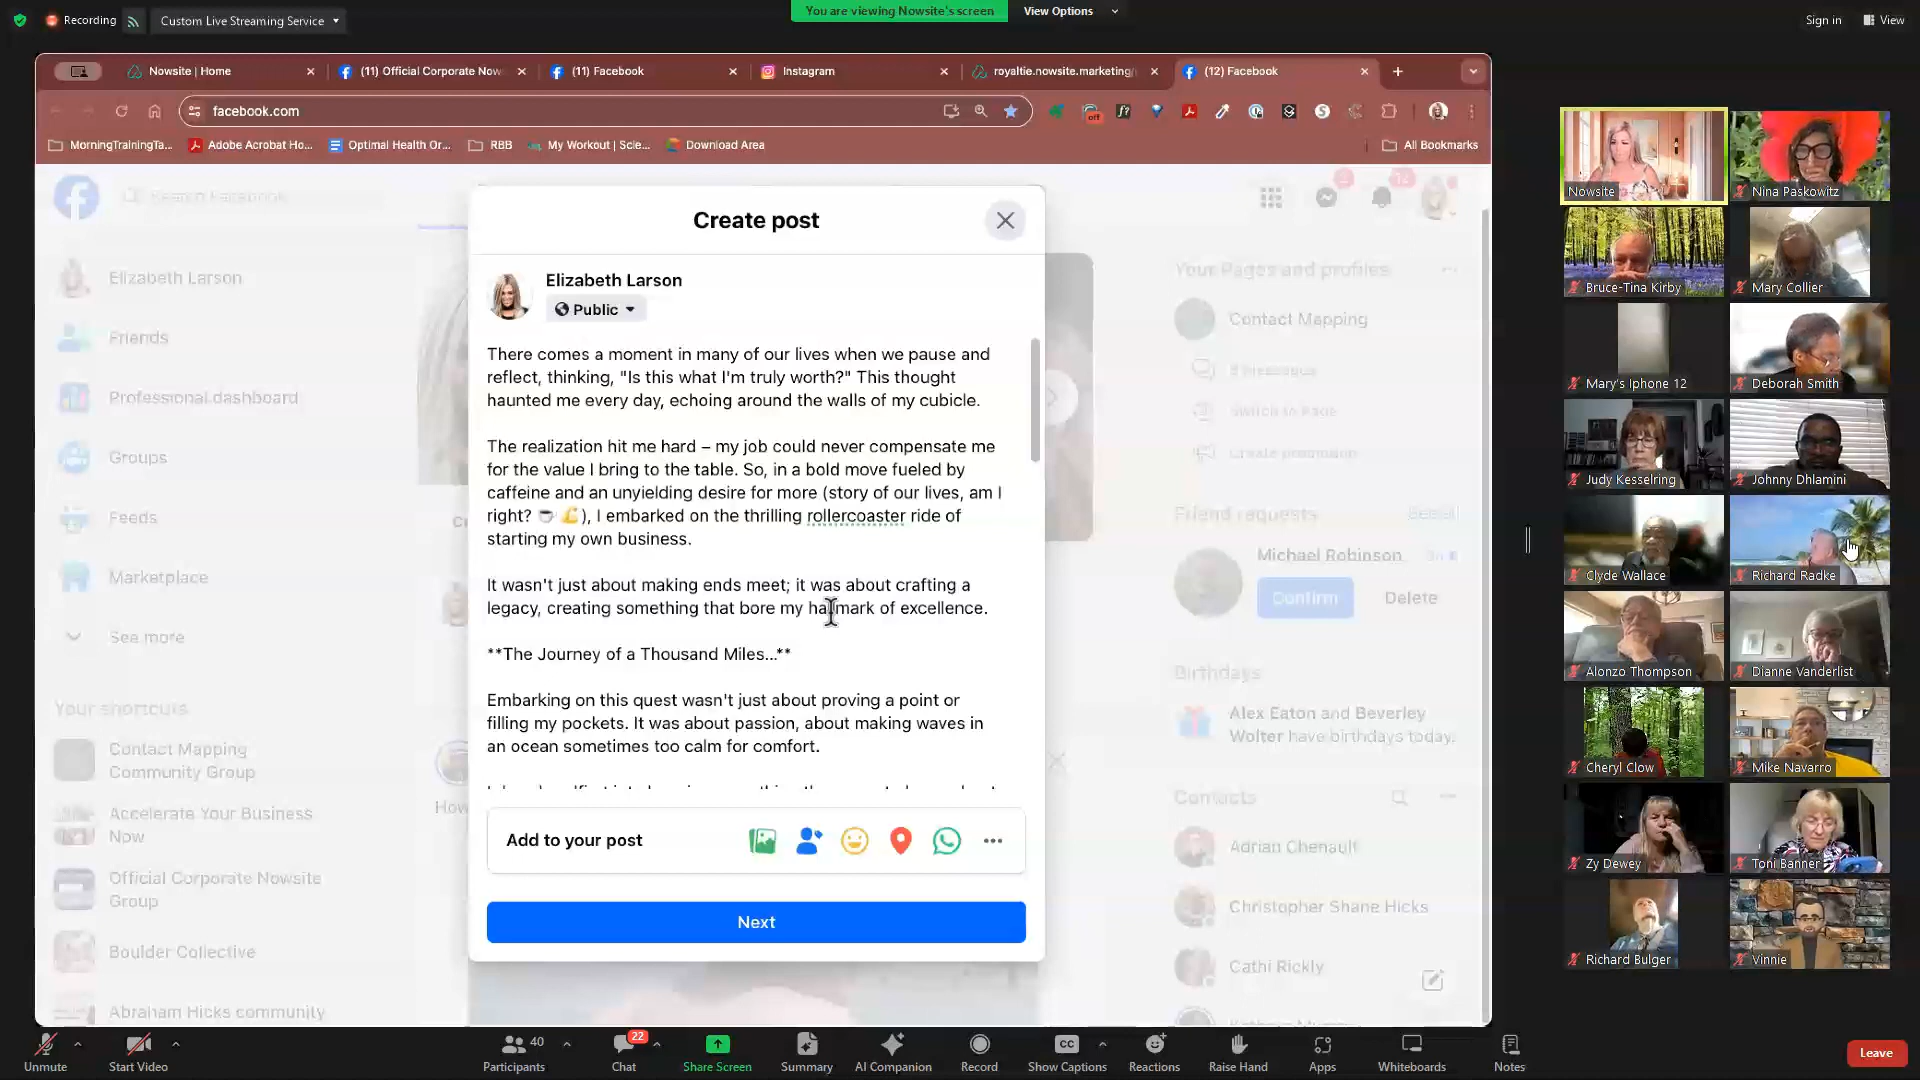 Recording
Custom Live Streaming Service
You are viewing Nowsite's screen
View Options
Sign in
View
Nowsite | Home
(11) Official Corporate Now
(11) Facebook
Instagram
royaltie.nowsite.marketing/
(12) Facebook
facebook.com
off
MorningTrainingTa...
Adobe Acrobat Ho...
Optimal Health Or...
RBB
My Workout | Scie...
Download Area
All Bookmarks
Search Facebook
Elizabeth Larson
Friends
Professional dashboard
Groups
Feeds
Marketplace
See more
Your shortcuts
Contact Mapping
Community Group
Accelerate Your Business
Now
Official Corporate Nowsite
Group
Boulder Collective
Abraham Hicks community
Create post
Elizabeth Larson
Public
There comes a moment in many of our lives when we pause and
reflect, thinking, "Is this what I'm truly worth?" This thought
haunted me every day, echoing around the walls of my cubicle.
The realization hit me hard – my job could never compensate me
for the value I bring to the table. So, in a bold move fueled by
caffeine and an unyielding desire for more (story of our lives, am I
right? ☕💪), I embarked on the thrilling rollercoaster ride of
starting my own business.
It wasn't just about making ends meet; it was about crafting a
legacy, creating something that bore my hallmark of excellence.
**The Journey of a Thousand Miles...**
Embarking on this quest wasn't just about proving a point or
filling my pockets. It was about passion, about making waves in
an ocean sometimes too calm for comfort.
Add to your post
Next
Your Pages and profiles
Contact Mapping
Switch to Page
Create promotion
Friend requests
See all
Michael Robinson
Confirm
Delete
Birthdays
Alex Eaton and Beverley
Wolter have birthdays today.
Contacts
Adrian Chenault
Christopher Shane Hicks
Cathi Rickly
Nowsite
Nina Paskowitz
Bruce-Tina Kirby
Mary Collier
Mary's Iphone 12
Deborah Smith
Judy Kesselring
Johnny Dhlamini
Clyde Wallace
Richard Radke
Alonzo Thompson
Dianne Vanderlist
Cheryl Clow
Mike Navarro
Zy Dewey
Toni Banner
Richard Bulger
Vinnie
Unmute
Start Video
40
Participants
22
Chat
Share Screen
Summary
AI Companion
Record
CC
Show Captions
Reactions
Raise Hand
Apps
Whiteboards
Notes
Leave